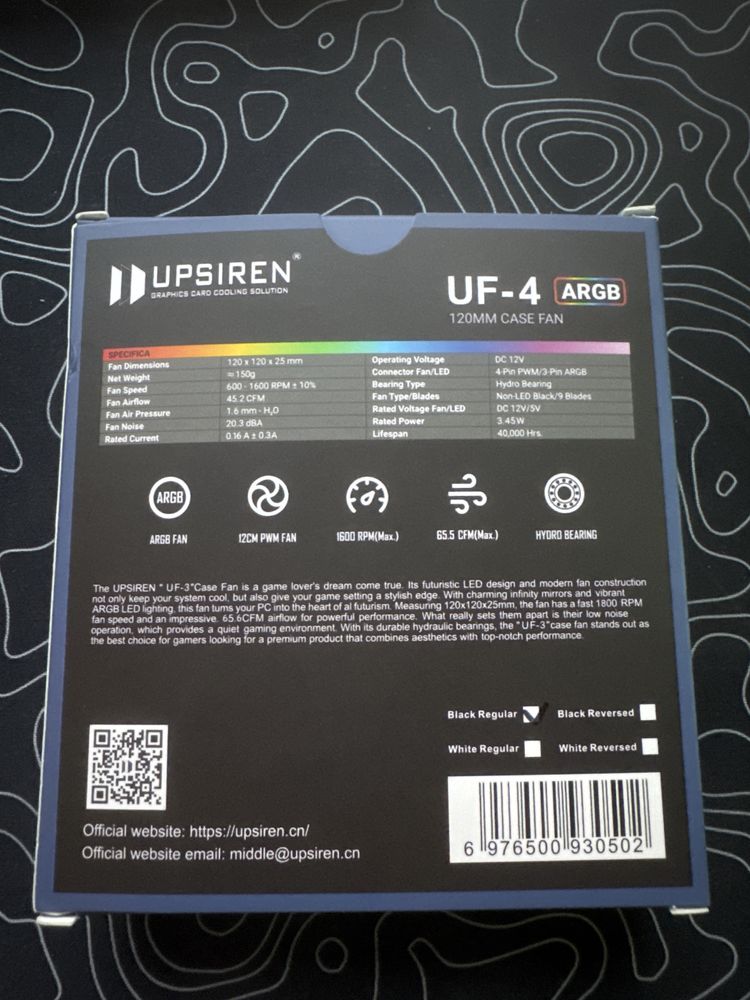 UPSIREN®
GRAPHICS CARD COOLING SOLUTION
UF-4 ARGB
120MM CASE FAN
SPECIFICA
Fan Dimensions 120 x 120 x 25 mm Operating Voltage DC 12V
Net Weight ≈150g Connector Fan/LED 4-Pin PWM/3-Pin ARGB
Fan Speed 600 - 1600 RPM ± 10% Bearing Type Hydro Bearing
Fan Airflow 45.2 CFM Fan Type/Blades Non-LED Black/9 Blades
Fan Air Pressure 1.6 mm - H₂O Rated Voltage Fan/LED DC 12V/5V
Fan Noise 20.3 dBA Rated Power 3.45W
Rated Current 0.16 A ± 0.3A Lifespan 40,000 Hrs.
ARGB
ARGB FAN 12CM PWM FAN 1600 RPM(Max.) 65.5 CFM(Max.) HYDRO BEARING
The UPSIREN " UF-3"Case Fan is a game lover's dream come true. Its futuristic LED design and modern fan construction
not only keep your system cool, but also give your game setting a stylish edge. With charming infinity mirrors and vibrant
ARGB LED lighting, this fan turns your PC into the heart of al futurism. Measuring 120x120x25mm, the fan has a fast 1800 RPM
fan speed and an impressive. 65.6CFM airflow for powerful performance. What really sets them apart is their low noise
operation, which provides a quiet gaming environment. With its durable hydraulic bearings, the "UF-3"case fan stands out as
the best choice for gamers looking for a premium product that combines aesthetics with top-notch performance.
Black Regular Black Reversed
White Regular White Reversed
Official website: https://upsiren.cn/
Official website email: middle@upsiren.cn
6 976500 930502